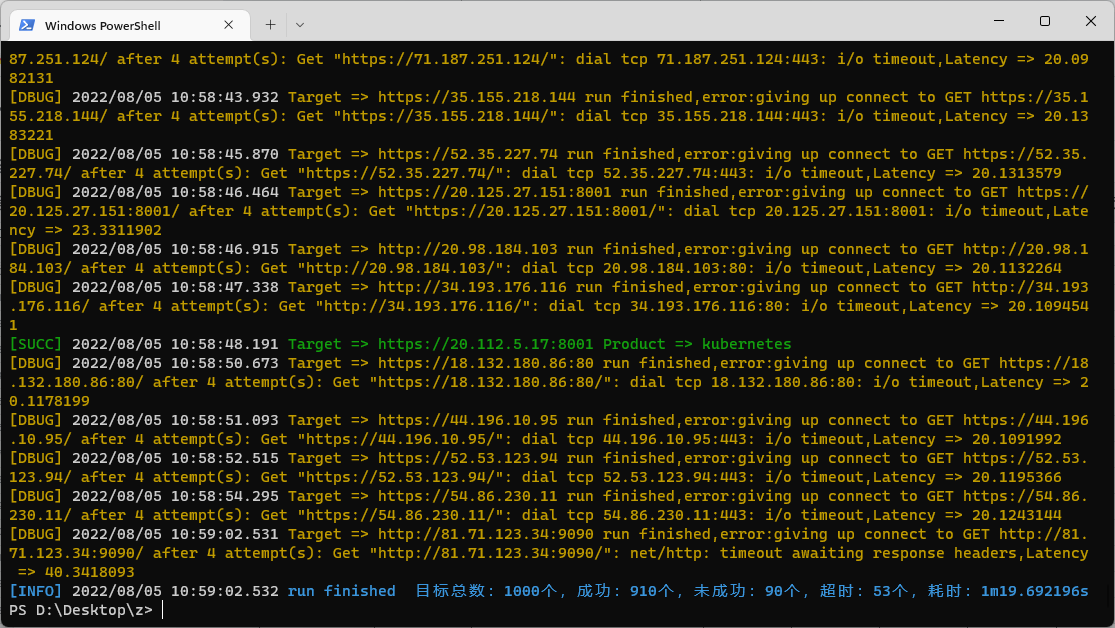 Windows PowerShell
87.251.124/ after 4 attempt(s): Get "https://71.187.251.124/": dial tcp 71.187.251.124:443: i/o timeout,Latency => 20.09
82131
[DBUG] 2022/08/05 10:58:43.932 Target => https://35.155.218.144 run finished,error:giving up connect to GET https://35.1
55.218.144/ after 4 attempt(s): Get "https://35.155.218.144/": dial tcp 35.155.218.144:443: i/o timeout,Latency => 20.13
83221
[DBUG] 2022/08/05 10:58:45.870 Target => https://52.35.227.74 run finished,error:giving up connect to GET https://52.35.
227.74/ after 4 attempt(s): Get "https://52.35.227.74/": dial tcp 52.35.227.74:443: i/o timeout,Latency => 20.1313579
[DBUG] 2022/08/05 10:58:46.464 Target => https://20.125.27.151:8001 run finished,error:giving up connect to GET https://
20.125.27.151:8001/ after 4 attempt(s): Get "https://20.125.27.151:8001/": dial tcp 20.125.27.151:8001: i/o timeout,Late
ncy => 23.3311902
[DBUG] 2022/08/05 10:58:46.915 Target => http://20.98.184.103 run finished,error:giving up connect to GET http://20.98.1
84.103/ after 4 attempt(s): Get "http://20.98.184.103/": dial tcp 20.98.184.103:80: i/o timeout,Latency => 20.1132264
[DBUG] 2022/08/05 10:58:47.338 Target => http://34.193.176.116 run finished,error:giving up connect to GET http://34.193
.176.116/ after 4 attempt(s): Get "http://34.193.176.116/": dial tcp 34.193.176.116:80: i/o timeout,Latency => 20.109454
1
[SUCC] 2022/08/05 10:58:48.191 Target => https://20.112.5.17:8001 Product => kubernetes
[DBUG] 2022/08/05 10:58:50.673 Target => https://18.132.180.86:80 run finished,error:giving up connect to GET https://18
.132.180.86:80/ after 4 attempt(s): Get "https://18.132.180.86:80/": dial tcp 18.132.180.86:80: i/o timeout,Latency => 2
0.1178199
[DBUG] 2022/08/05 10:58:51.093 Target => https://44.196.10.95 run finished,error:giving up connect to GET https://44.196
.10.95/ after 4 attempt(s): Get "https://44.196.10.95/": dial tcp 44.196.10.95:443: i/o timeout,Latency => 20.1091992
[DBUG] 2022/08/05 10:58:52.515 Target => https://52.53.123.94 run finished,error:giving up connect to GET https://52.53.
123.94/ after 4 attempt(s): Get "https://52.53.123.94/": dial tcp 52.53.123.94:443: i/o timeout,Latency => 20.1195366
[DBUG] 2022/08/05 10:58:54.295 Target => https://54.86.230.11 run finished,error:giving up connect to GET https://54.86.
230.11/ after 4 attempt(s): Get "https://54.86.230.11/": dial tcp 54.86.230.11:443: i/o timeout,Latency => 20.1243144
[DBUG] 2022/08/05 10:59:02.531 Target => http://81.71.123.34:9090 run finished,error:giving up connect to GET http://81.
71.123.34:9090/ after 4 attempt(s): Get "http://81.71.123.34:9090/": net/http: timeout awaiting response headers,Latency
 => 40.3418093
[INFO] 2022/08/05 10:59:02.532 run finished 目标总数: 1000个, 成功: 910个, 未成功: 90个, 超时: 53个, 耗时: 1m19.692196s
PS D:\Desktop\z>